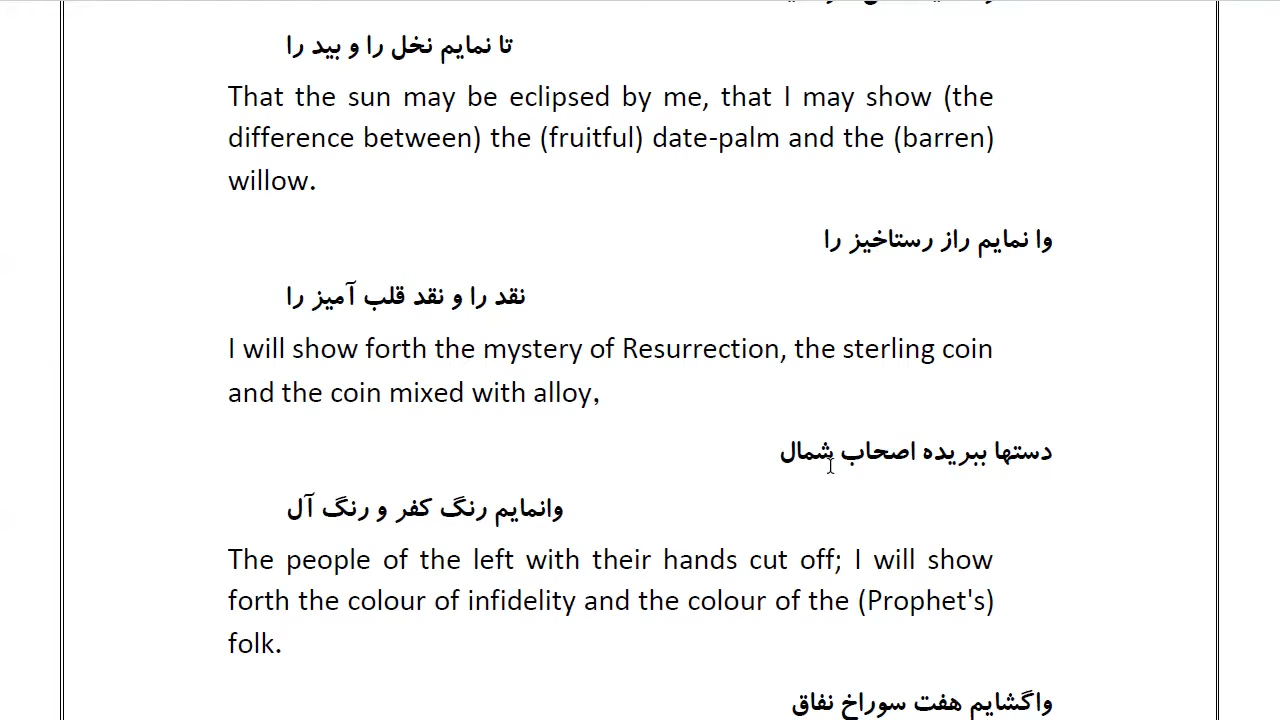 تا نمایم نخل را و بید را
That the sun may be eclipsed by me, that I may show (the
difference between) the (fruitful) date-palm and the (barren)
willow.
وا نمایم راز رستاخیز را
نقد را و نقد قلب آمیز را
I will show forth the mystery of Resurrection, the sterling coin
and the coin mixed with alloy,
دستها ببریده اصحاب شمال
وانمایم رنگ کفر و رنگ آل
The people of the left with their hands cut off; I will show
forth the colour of infidelity and the colour of the (Prophet's)
folk.
واگشایم هفت سوراخ نفاق